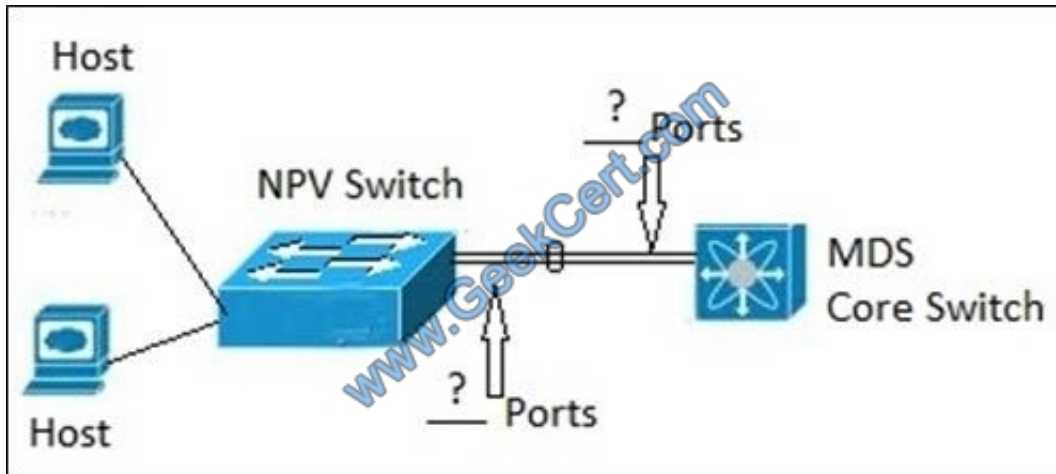 Host
?
Ports
NPV Switch
MDS
Core Switch
?
Ports
Host
www.GeekCert.com